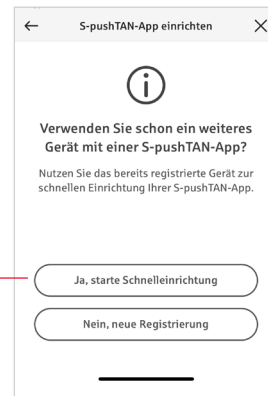 S-pushTAN-App einrichten
Verwenden Sie schon ein weiteres
Gerät mit einer S-pushTAN-App?
Nutzen Sie das bereits registrierte Gerät zur
schnellen Einrichtung Ihrer S-pushTAN-App.
Ja, starte Schnelleinrichtung
Nein, neue Registrierung